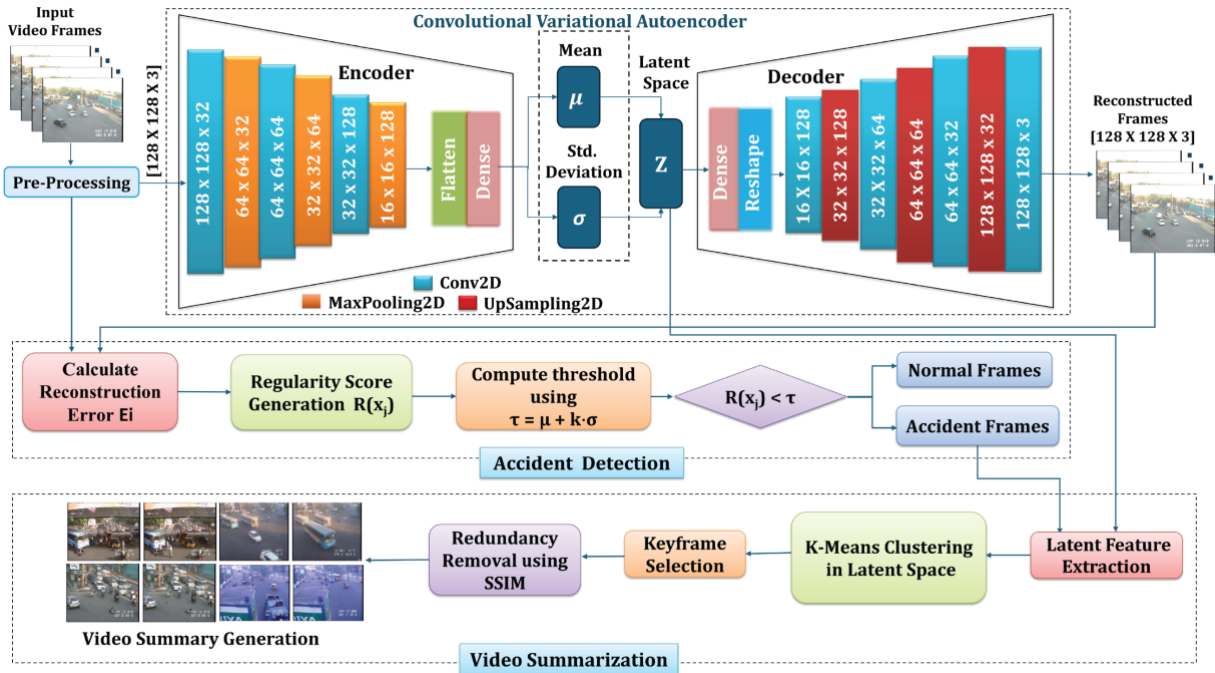 Input
Video Frames
Convolutional Variational Autoencoder
Pre-Processing
[128 X 128 X 3]
Encoder
128 x 128 x 32
64 x 64 x 32
64 x 64 x 64
32 x 32 x 64
32 x 32 x 128
16 x 16 x 128
Flatten
Dense
Mean
μ
Std.
Deviation
σ
Latent
Space
Z
Decoder
Dense
Reshape
16 X 16 x 128
32 x 32 x 128
32 X 32 x 64
64 x 64 x 64
64 x 64 x 32
128 x 128 x 32
128 x 128 x 3
Conv2D
MaxPooling2D
UpSampling2D
Reconstructed
Frames
[128 X 128 X 3]
Calculate
Reconstruction
Error Ei
Regularity Score
Generation R(xj)
Compute threshold
using
τ = μ + k·σ
R(xj) < τ
Normal Frames
Accident Frames
Accident Detection
Latent Feature
Extraction
K-Means Clustering
in Latent Space
Keyframe
Selection
Redundancy
Removal using
SSIM
Video Summary Generation
Video Summarization